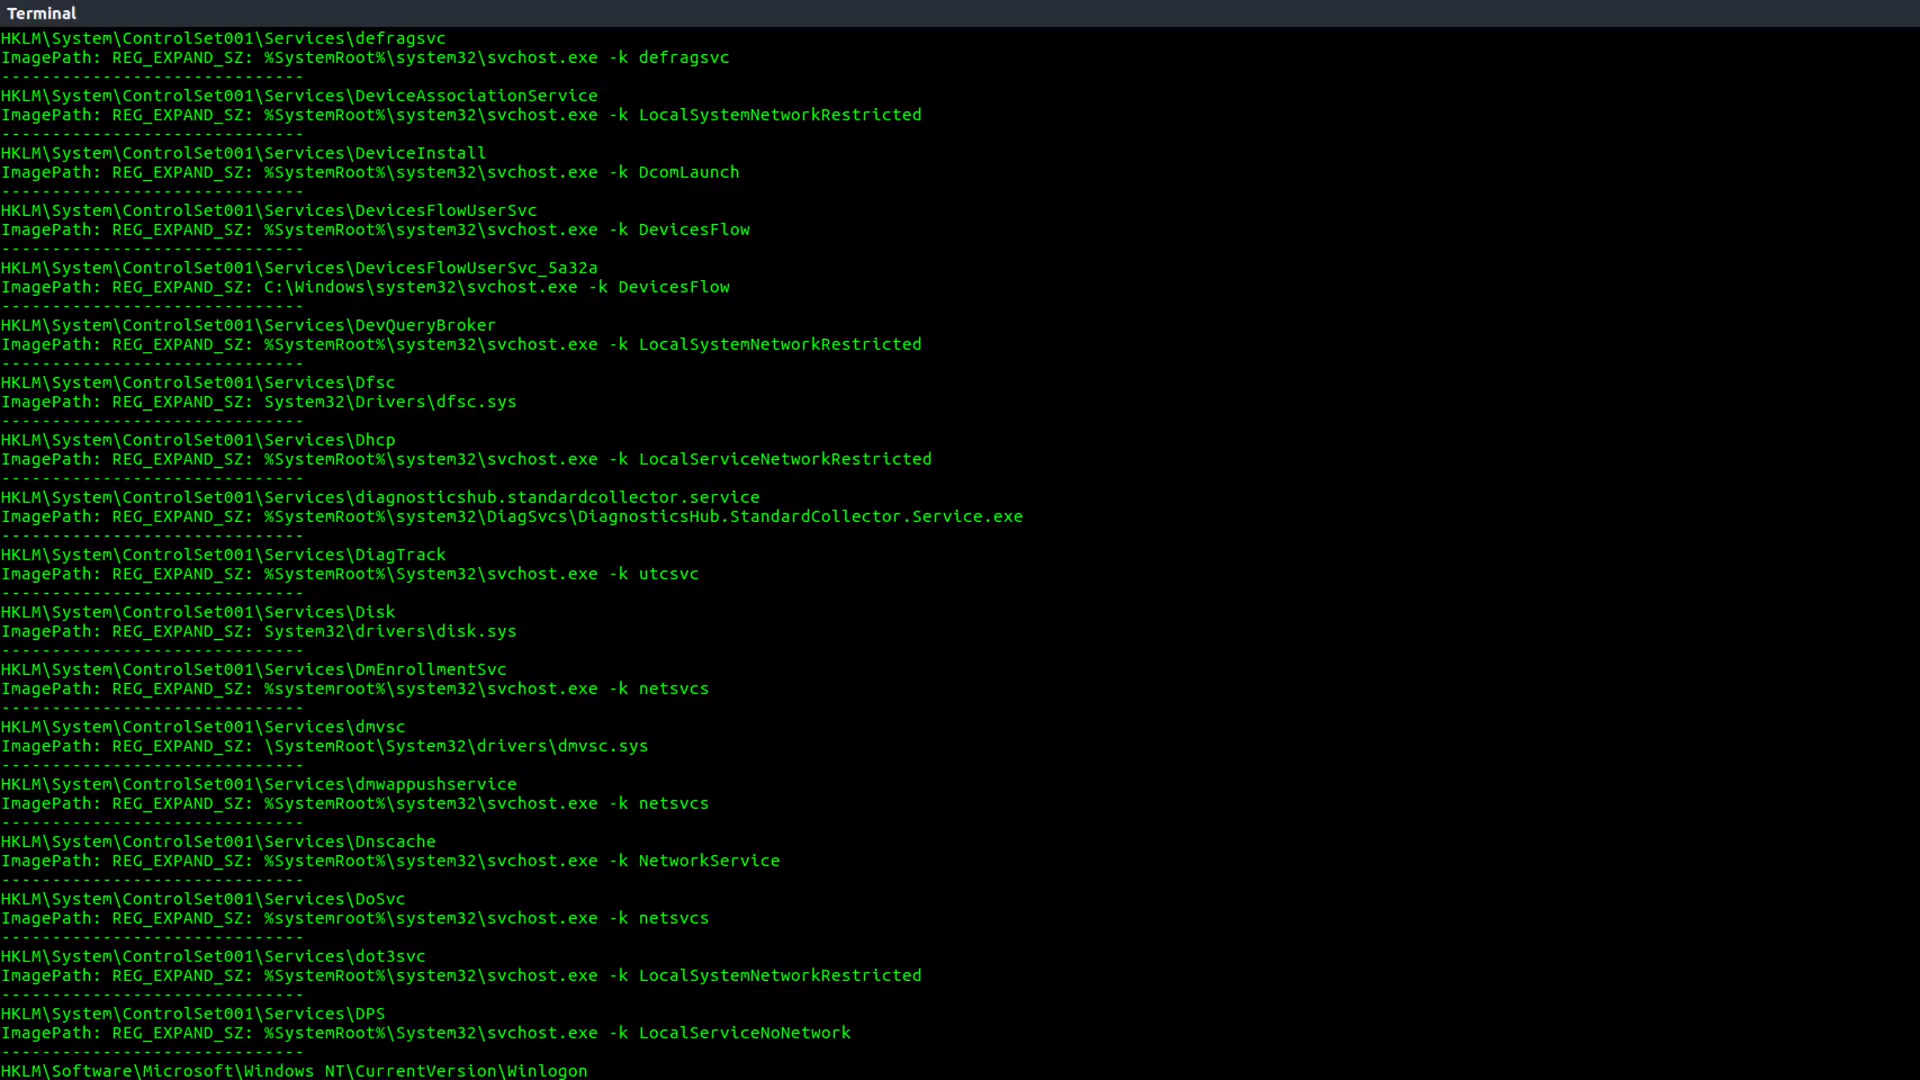 Terminal
HKLM\System\ControlSet001\Services\defragsvc
ImagePath: REG_EXPAND_SZ: %SystemRoot%\system32\svchost.exe -k defragsvc
------------------------------
HKLM\System\ControlSet001\Services\DeviceAssociationService
ImagePath: REG_EXPAND_SZ: %SystemRoot%\system32\svchost.exe -k LocalSystemNetworkRestricted
------------------------------
HKLM\System\ControlSet001\Services\DeviceInstall
ImagePath: REG_EXPAND_SZ: %SystemRoot%\system32\svchost.exe -k DcomLaunch
------------------------------
HKLM\System\ControlSet001\Services\DevicesFlowUserSvc
ImagePath: REG_EXPAND_SZ: %SystemRoot%\system32\svchost.exe -k DevicesFlow
------------------------------
HKLM\System\ControlSet001\Services\DevicesFlowUserSvc_5a32a
ImagePath: REG_EXPAND_SZ: C:\Windows\system32\svchost.exe -k DevicesFlow
------------------------------
HKLM\System\ControlSet001\Services\DevQueryBroker
ImagePath: REG_EXPAND_SZ: %SystemRoot%\system32\svchost.exe -k LocalSystemNetworkRestricted
------------------------------
HKLM\System\ControlSet001\Services\Dfsc
ImagePath: REG_EXPAND_SZ: System32\Drivers\dfsc.sys
------------------------------
HKLM\System\ControlSet001\Services\Dhcp
ImagePath: REG_EXPAND_SZ: %SystemRoot%\system32\svchost.exe -k LocalServiceNetworkRestricted
------------------------------
HKLM\System\ControlSet001\Services\diagnosticshub.standardcollector.service
ImagePath: REG_EXPAND_SZ: %SystemRoot%\system32\DiagSvcs\DiagnosticsHub.StandardCollector.Service.exe
------------------------------
HKLM\System\ControlSet001\Services\DiagTrack
ImagePath: REG_EXPAND_SZ: %SystemRoot%\System32\svchost.exe -k utcsvc
------------------------------
HKLM\System\ControlSet001\Services\Disk
ImagePath: REG_EXPAND_SZ: System32\drivers\disk.sys
------------------------------
HKLM\System\ControlSet001\Services\DmEnrollmentSvc
ImagePath: REG_EXPAND_SZ: %systemroot%\system32\svchost.exe -k netsvcs
------------------------------
HKLM\System\ControlSet001\Services\dmvsc
ImagePath: REG_EXPAND_SZ: \SystemRoot\System32\drivers\dmvsc.sys
------------------------------
HKLM\System\ControlSet001\Services\dmwappushservice
ImagePath: REG_EXPAND_SZ: %SystemRoot%\system32\svchost.exe -k netsvcs
------------------------------
HKLM\System\ControlSet001\Services\Dnscache
ImagePath: REG_EXPAND_SZ: %SystemRoot%\system32\svchost.exe -k NetworkService
------------------------------
HKLM\System\ControlSet001\Services\DoSvc
ImagePath: REG_EXPAND_SZ: %systemroot%\system32\svchost.exe -k netsvcs
------------------------------
HKLM\System\ControlSet001\Services\dot3svc
ImagePath: REG_EXPAND_SZ: %SystemRoot%\system32\svchost.exe -k LocalSystemNetworkRestricted
------------------------------
HKLM\System\ControlSet001\Services\DPS
ImagePath: REG_EXPAND_SZ: %SystemRoot%\System32\svchost.exe -k LocalServiceNoNetwork
------------------------------
HKLM\Software\Microsoft\Windows NT\CurrentVersion\Winlogon